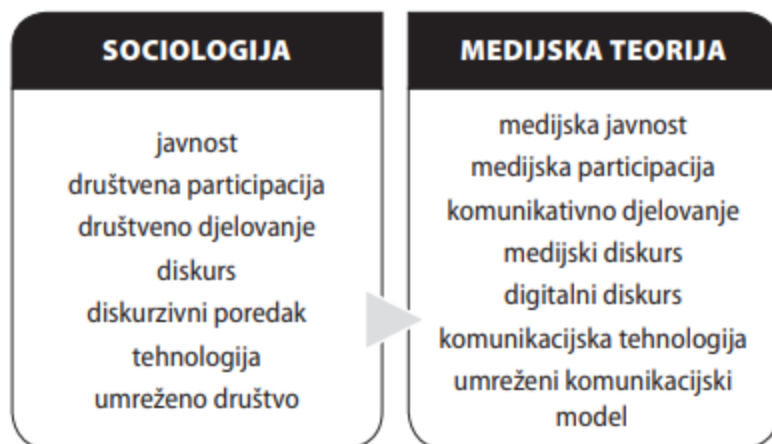 SOCIOLOGIJA
javnost
društvena participacija
društveno djelovanje
diskurs
diskurzivni poredak
tehnologija
umreženo društvo
MEDIJSKA TEORIJA
medijska javnost
medijska participacija
komunikativno djelovanje
medijski diskurs
digitalni diskurs
komunikacijska tehnologija
umreženi komunikacijski
model